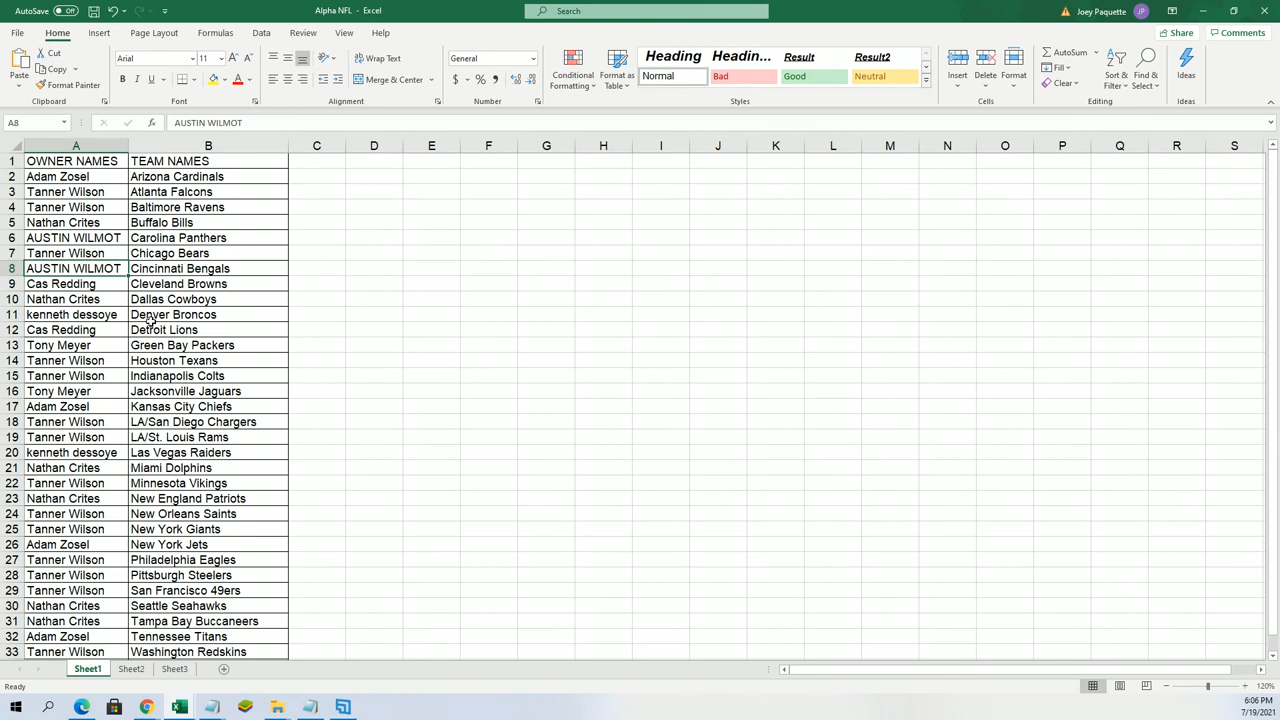 AutoSave Off Alpha NFL - Excel Search Joey Paquette JP
File Home Insert Page Layout Formulas Data Review View Help Share Comments
Paste Cut Copy Format Painter Clipboard
Arial 11 A A B I U A Font
Wrap Text Merge & Center Alignment
General $ % Number
Conditional Formatting Format as Table
Heading Headin... Result Result2
Normal Bad Good Neutral
Styles
Insert Delete Format Cells
AutoSum Fill Clear Sort & Filter Find & Select Editing
Ideas Ideas
A8 fx AUSTIN WILMOT
A B C D E F G H I J K L M N O P Q R S
1 OWNER NAMES TEAM NAMES
2 Adam Zosel Arizona Cardinals
3 Tanner Wilson Atlanta Falcons
4 Tanner Wilson Baltimore Ravens
5 Nathan Crites Buffalo Bills
6 AUSTIN WILMOT Carolina Panthers
7 Tanner Wilson Chicago Bears
8 AUSTIN WILMOT Cincinnati Bengals
9 Cas Redding Cleveland Browns
10 Nathan Crites Dallas Cowboys
11 kenneth dessoye Denver Broncos
12 Cas Redding Detroit Lions
13 Tony Meyer Green Bay Packers
14 Tanner Wilson Houston Texans
15 Tanner Wilson Indianapolis Colts
16 Tony Meyer Jacksonville Jaguars
17 Adam Zosel Kansas City Chiefs
18 Tanner Wilson LA/San Diego Chargers
19 Tanner Wilson LA/St. Louis Rams
20 kenneth dessoye Las Vegas Raiders
21 Nathan Crites Miami Dolphins
22 Tanner Wilson Minnesota Vikings
23 Nathan Crites New England Patriots
24 Tanner Wilson New Orleans Saints
25 Tanner Wilson New York Giants
26 Adam Zosel New York Jets
27 Tanner Wilson Philadelphia Eagles
28 Tanner Wilson Pittsburgh Steelers
29 Tanner Wilson San Francisco 49ers
30 Nathan Crites Seattle Seahawks
31 Nathan Crites Tampa Bay Buccaneers
32 Adam Zosel Tennessee Titans
33 Tanner Wilson Washington Redskins
Sheet1 Sheet2 Sheet3
Ready 120%
6:06 PM
7/19/2021